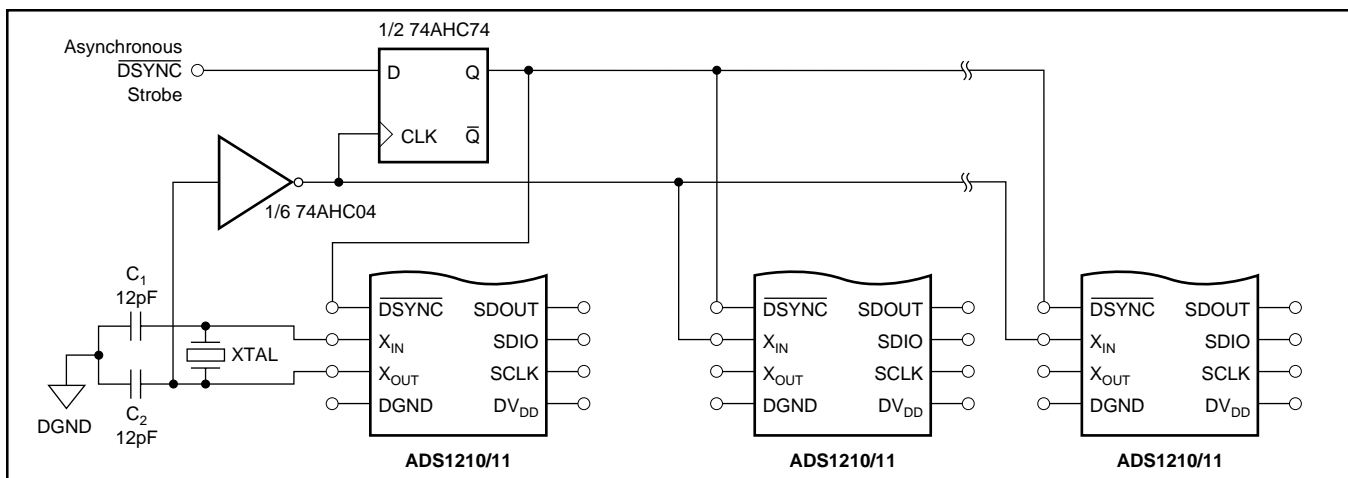 1/2 74AHC74
Asynchronous
DSYNC
Strobe
D Q
CLK Q
1/6 74AHC04
C1
12pF
XTAL
C2
12pF
DGND
DSYNC SDOUT
XIN SDIO
XOUT SCLK
DGND DVDD
ADS1210/11
DSYNC SDOUT
XIN SDIO
XOUT SCLK
DGND DVDD
ADS1210/11
DSYNC SDOUT
XIN SDIO
XOUT SCLK
DGND DVDD
ADS1210/11